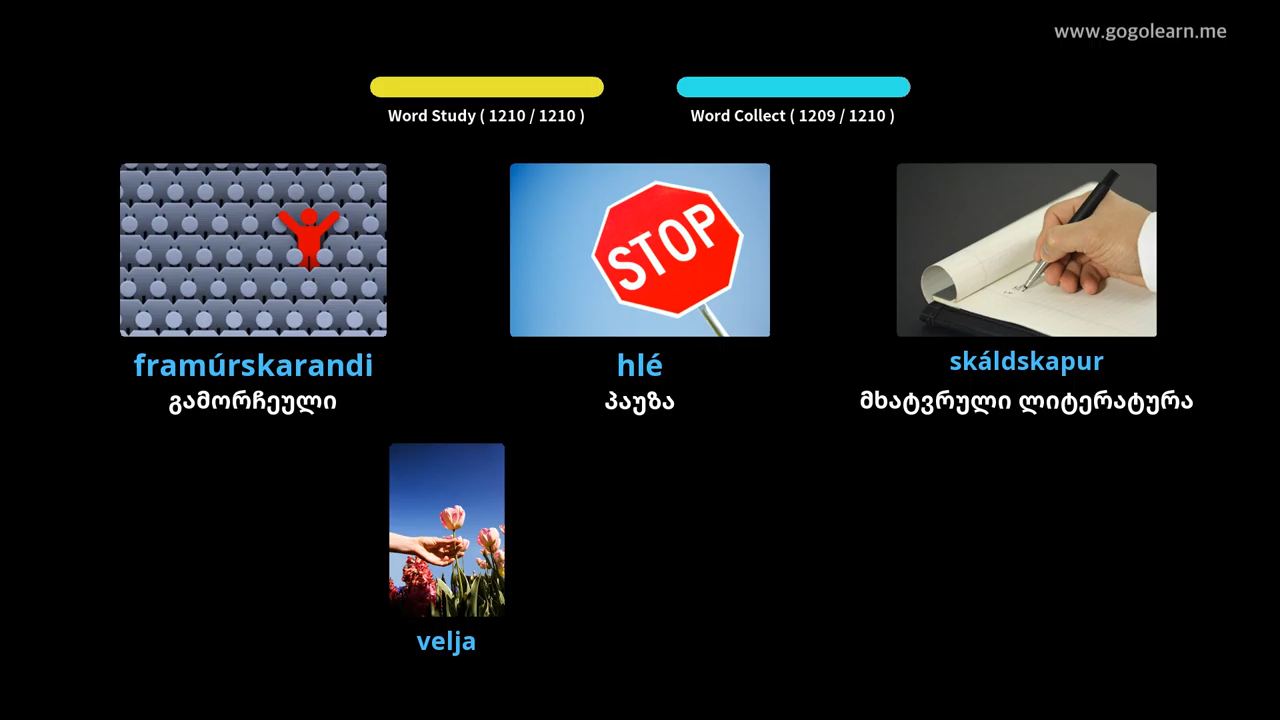 www.gogolearn.me
Word Study ( 1210 / 1210 )
Word Collect ( 1209 / 1210 )
STOP
framúrskarandi
hlé
skáldskapur
გამორჩეული
პაუზა
მხატვრული ლიტერატურა
velja